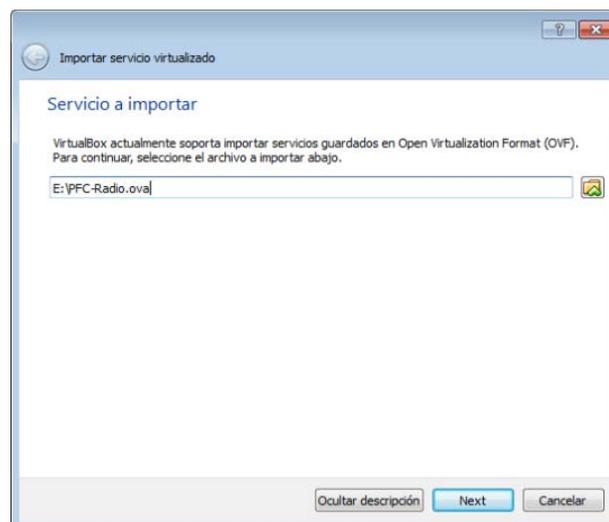 Importar servicio virtualizado
Servicio a importar
VirtualBox actualmente soporta importar servicios guardados en Open Virtualization Format (OVF).
Para continuar, seleccione el archivo a importar abajo.
E:\PFC-Radio.ova
Ocultar descripción Next Cancelar